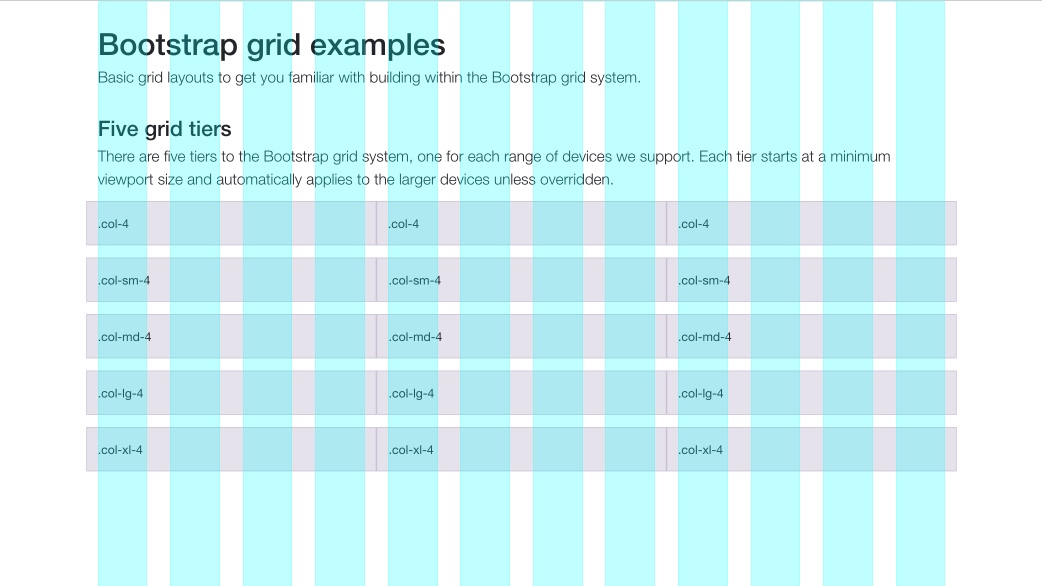 Bootstrap grid examples
Basic grid layouts to get you familiar with building within the Bootstrap grid system.
Five grid tiers
There are five tiers to the Bootstrap grid system, one for each range of devices we support. Each tier starts at a minimum
viewport size and automatically applies to the larger devices unless overridden.
.col-4 .col-4 .col-4
.col-sm-4 .col-sm-4 .col-sm-4
.col-md-4 .col-md-4 .col-md-4
.col-lg-4 .col-lg-4 .col-lg-4
.col-xl-4 .col-xl-4 .col-xl-4